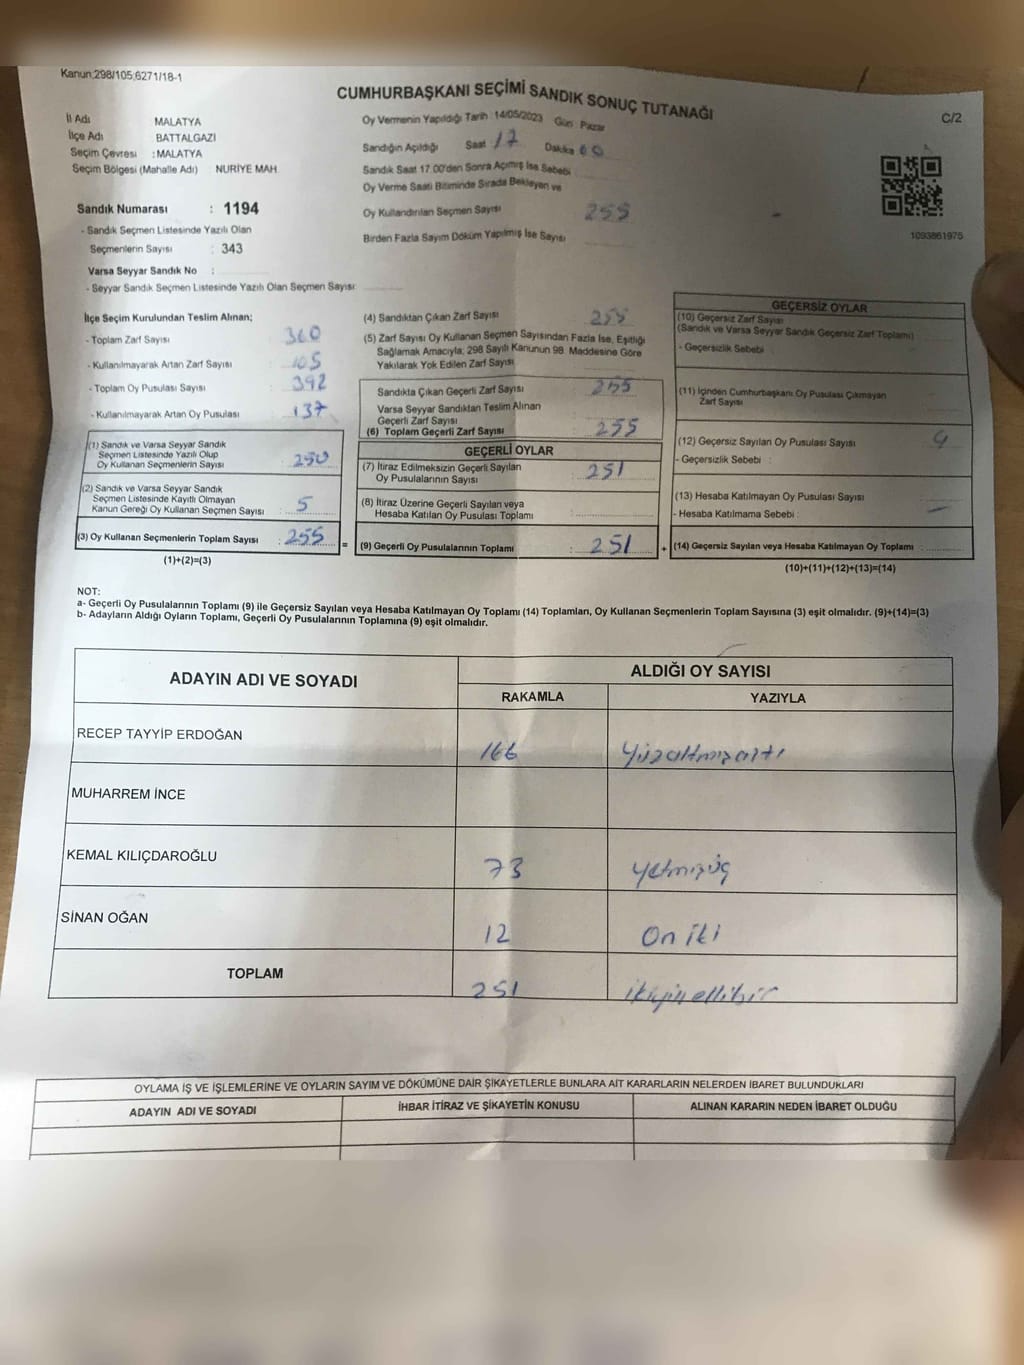 Kanun:298/105;6271/18-1
CUMHURBAŞKANI SEÇİMİ SANDIK SONUÇ TUTANAĞI
C/2
İl Adı MALATYA
İlçe Adı BATTALGAZİ
Seçim Çevresi : MALATYA
Seçim Bölgesi (Mahalle Adı) NURİYE MAH.
Sandık Numarası : 1194
- Sandık Seçmen Listesinde Yazılı Olan
Seçmenlerin Sayısı : 343
Varsa Seyyar Sandık No :
- Seyyar Sandık Seçmen Listesinde Yazılı Olan Seçmen Sayısı:
Oy Vermenin Yapıldığı Tarih : 14/05/2023 Gün : Pazar
Sandığın Açıldığı Saat 17 Dakika 00
Sandık Saat 17.00'den Sonra Açılmış İse Sebebi
Oy Verme Saati Bitiminde Sırada Bekleyen ve
Oy Kullandırılan Seçmen Sayısı 255
Birden Fazla Sayım Döküm Yapılmış İse Sayısı
1093861975
İlçe Seçim Kurulundan Teslim Alınan;
- Toplam Zarf Sayısı : 360
- Kullanılmayarak Artan Zarf Sayısı : 105
- Toplam Oy Pusulası Sayısı : 392
- Kullanılmayarak Artan Oy Pusulası : 137
(1) Sandık ve Varsa Seyyar Sandık
Seçmen Listesinde Yazılı Olup
Oy Kullanan Seçmenlerin Sayısı : 250
(2) Sandık ve Varsa Seyyar Sandık
Seçmen Listesinde Kayıtlı Olmayan
Kanun Gereği Oy Kullanan Seçmen Sayısı : 5
(3) Oy Kullanan Seçmenlerin Toplam Sayısı : 255 =
(1)+(2)=(3)
(4) Sandıktan Çıkan Zarf Sayısı 255
(5) Zarf Sayısı Oy Kullanan Seçmen Sayısından Fazla İse, Eşitliği
Sağlamak Amacıyla; 298 Sayılı Kanunun 98. Maddesine Göre
Yakılarak Yok Edilen Zarf Sayısı
Sandıkta Çıkan Geçerli Zarf Sayısı : 255
Varsa Seyyar Sandıktan Teslim Alınan
Geçerli Zarf Sayısı
(6) Toplam Geçerli Zarf Sayısı : 255
GEÇERLİ OYLAR
(7) İtiraz Edilmeksizin Geçerli Sayılan
Oy Pusulalarının Sayısı : 251
(8) İtiraz Üzerine Geçerli Sayılan veya
Hesaba Katılan Oy Pusulası Toplamı :
(9) Geçerli Oy Pusulalarının Toplamı : 251 +
GEÇERSİZ OYLAR
(10) Geçersiz Zarf Sayısı
(Sandık ve Varsa Seyyar Sandık Geçersiz Zarf Toplamı) :
- Geçersizlik Sebebi :
(11) İçinden Cumhurbaşkanı Oy Pusulası Çıkmayan
Zarf Sayısı
(12) Geçersiz Sayılan Oy Pusulası Sayısı : 4
- Geçersizlik Sebebi :
(13) Hesaba Katılmayan Oy Pusulası Sayısı :
- Hesaba Katılmama Sebebi : –
(14) Geçersiz Sayılan veya Hesaba Katılmayan Oy Toplamı :
(10)+(11)+(12)+(13)=(14)
NOT:
a- Geçerli Oy Pusulalarının Toplamı (9) ile Geçersiz Sayılan veya Hesaba Katılmayan Oy Toplamı (14) Toplamları, Oy Kullanan Seçmenlerin Toplam Sayısına (3) eşit olmalıdır. (9)+(14)=(3)
b- Adayların Aldığı Oyların Toplamı, Geçerli Oy Pusulalarının Toplamına (9) eşit olmalıdır.
ADAYIN ADI VE SOYADI ALDIĞI OY SAYISI
RAKAMLA YAZIYLA
RECEP TAYYİP ERDOĞAN 166 Yüzaltmışaltı
MUHARREM İNCE
KEMAL KILIÇDAROĞLU 73 Yetmişüç
SİNAN OĞAN 12 On iki
TOPLAM 251 ikiyüzellibir
OYLAMA İŞ VE İŞLEMLERİNE VE OYLARIN SAYIM VE DÖKÜMÜNE DAİR ŞİKAYETLERLE BUNLARA AİT KARARLARIN NELERDEN İBARET BULUNDUKLARI
ADAYIN ADI VE SOYADI İHBAR İTİRAZ VE ŞİKAYETİN KONUSU ALINAN KARARIN NEDEN İBARET OLDUĞU